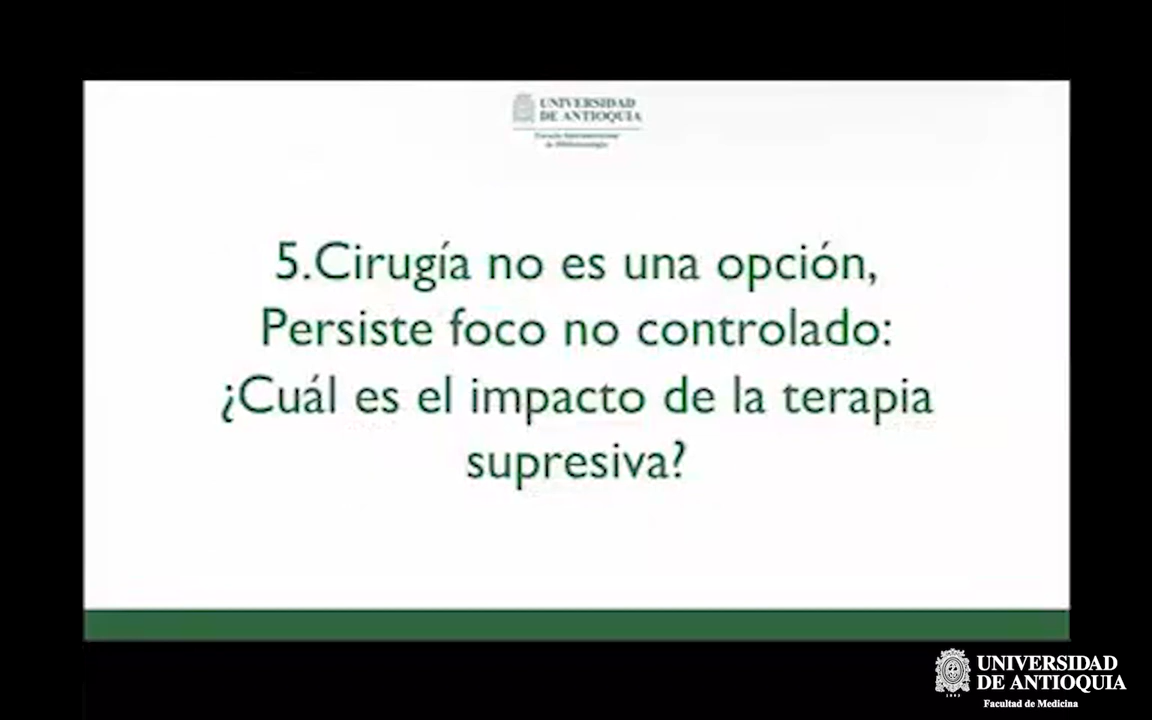 UNIVERSIDAD
DE ANTIOQUIA
5.Cirugía no es una opción,
Persiste foco no controlado:
¿Cuál es el impacto de la terapia
supresiva?
UNIVERSIDAD
DE ANTIOQUIA
1803
Facultad de Medicina